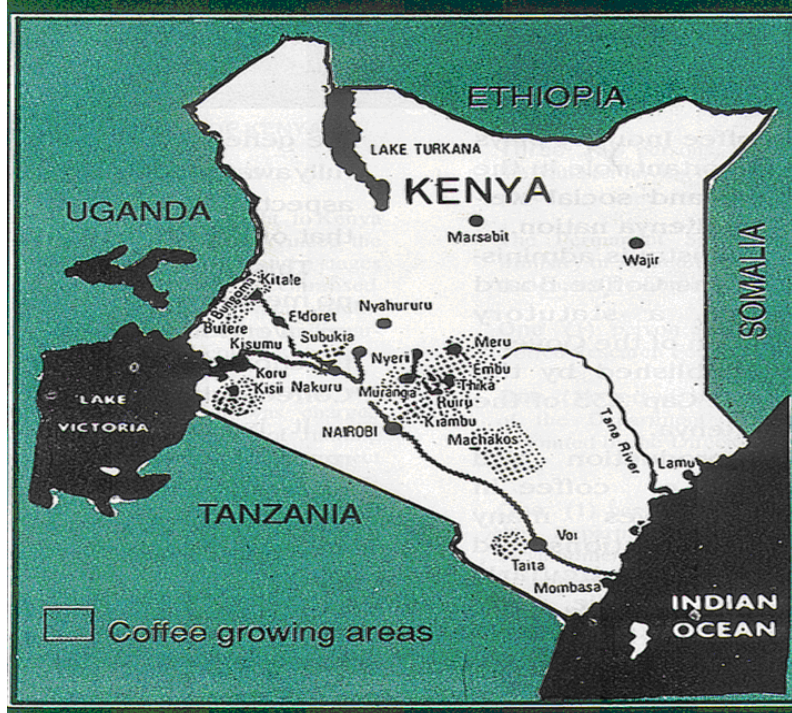 ETHIOPIA
LAKE TURKANA
KENYA
UGANDA
Marsabit
Wajir
SOMALIA
Kitale
Bungoma
Eldoret
Nyahururu
Butere
Subukia
Meru
Kisumu
Nyeri
Embu
Koru
Kisii
Nakuru
Muranga
Thika
Ruiru
LAKE
VICTORIA
Kiambu
NAIROBI
Machakos
Tana River
Lamu
TANZANIA
Voi
Taita
Mombasa
INDIAN
OCEAN
Coffee growing areas